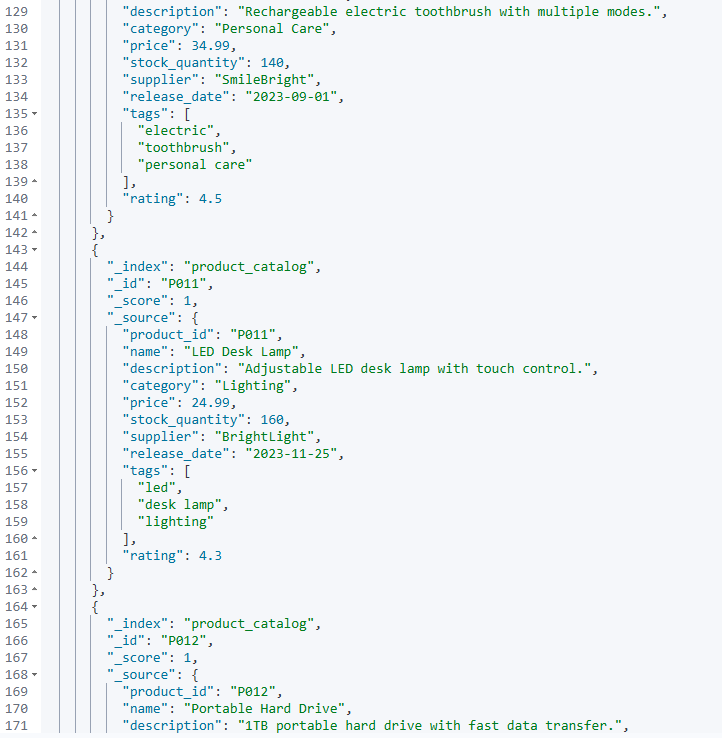 129 "description": "Rechargeable electric toothbrush with multiple modes.",
130 "category": "Personal Care",
131 "price": 34.99,
132 "stock_quantity": 140,
133 "supplier": "SmileBright",
134 "release_date": "2023-09-01",
135 "tags": [
136 "electric",
137 "toothbrush",
138 "personal care"
139 ],
140 "rating": 4.5
141 }
142 },
143 {
144 "_index": "product_catalog",
145 "_id": "P011",
146 "_score": 1,
147 "_source": {
148 "product_id": "P011",
149 "name": "LED Desk Lamp",
150 "description": "Adjustable LED desk lamp with touch control.",
151 "category": "Lighting",
152 "price": 24.99,
153 "stock_quantity": 160,
154 "supplier": "BrightLight",
155 "release_date": "2023-11-25",
156 "tags": [
157 "led",
158 "desk lamp",
159 "lighting"
160 ],
161 "rating": 4.3
162 }
163 },
164 {
165 "_index": "product_catalog",
166 "_id": "P012",
167 "_score": 1,
168 "_source": {
169 "product_id": "P012",
170 "name": "Portable Hard Drive",
171 "description": "1TB portable hard drive with fast data transfer.",